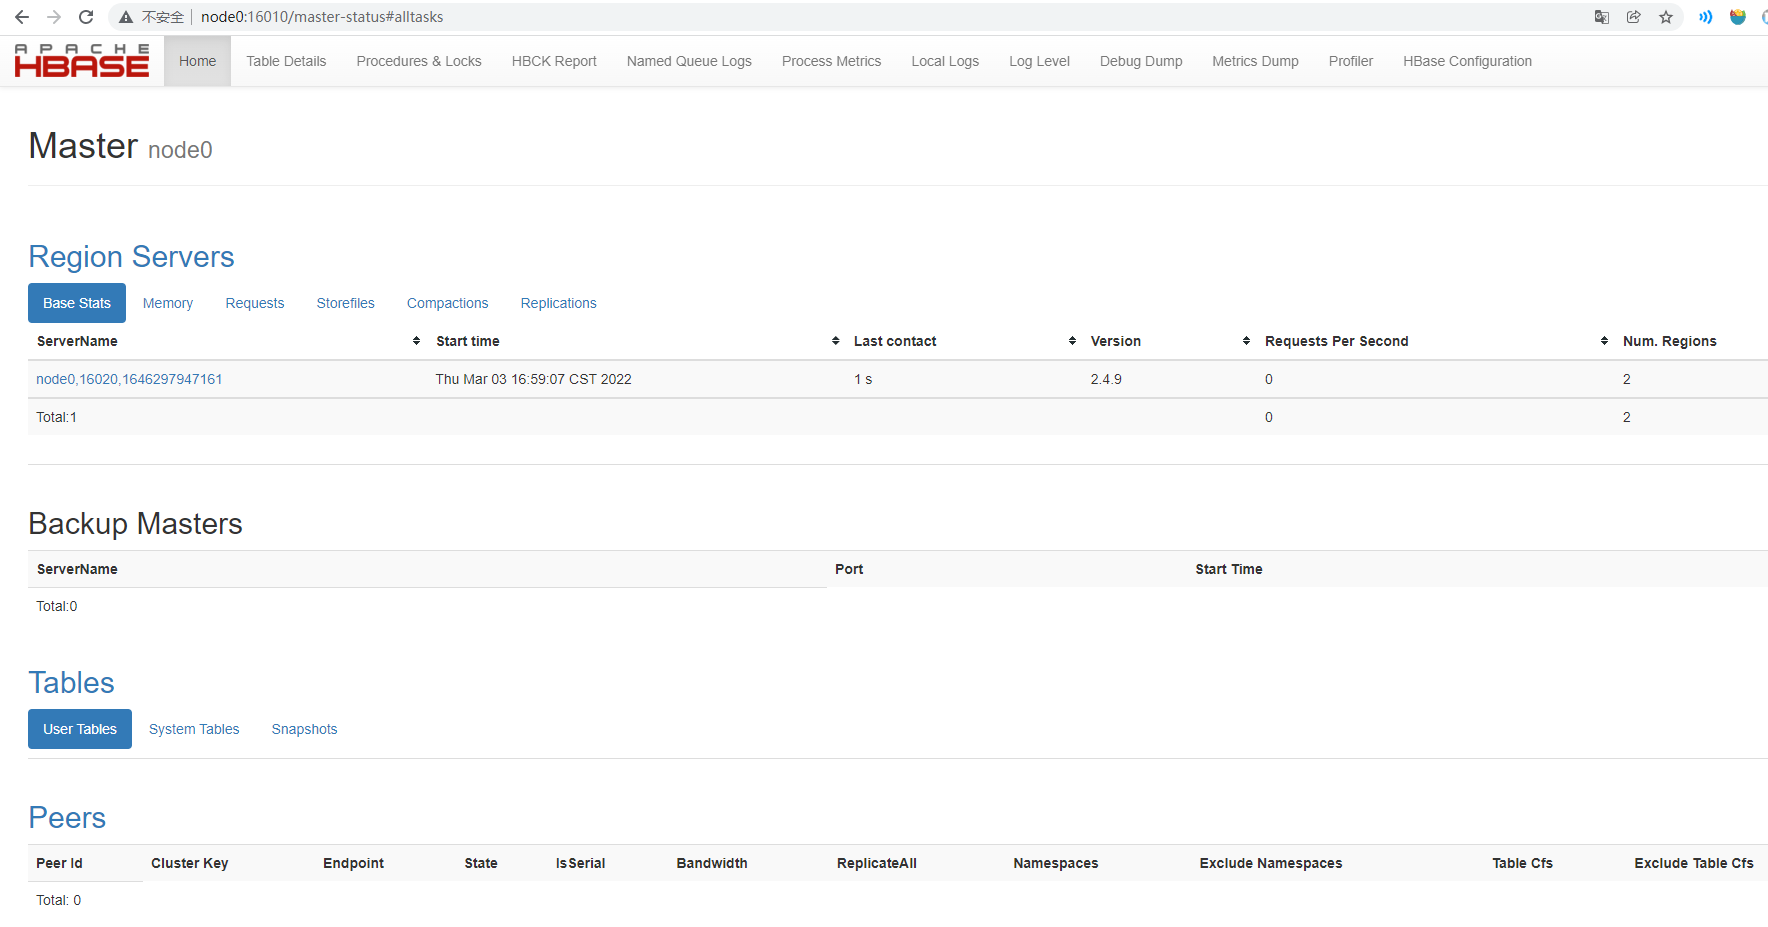 不安全 node0:16010/master-status#alltasks
APACHE HBASE Home Table Details Procedures & Locks HBCK Report Named Queue Logs Process Metrics Local Logs Log Level Debug Dump Metrics Dump Profiler HBase Configuration
Master node0
Region Servers
Base Stats Memory Requests Storefiles Compactions Replications
ServerName Start time Last contact Version Requests Per Second Num. Regions
node0,16020,1646297947161 Thu Mar 03 16:59:07 CST 2022 1 s 2.4.9 0 2
Total:1 0 2
Backup Masters
ServerName Port Start Time
Total:0
Tables
User Tables System Tables Snapshots
Peers
Peer Id Cluster Key Endpoint State IsSerial Bandwidth ReplicateAll Namespaces Exclude Namespaces Table Cfs Exclude Table Cfs
Total: 0